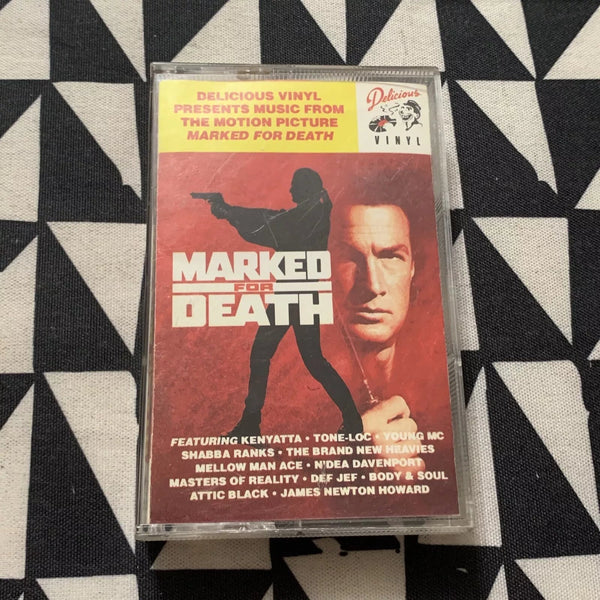 DELICIOUS VINYL
PRESENTS MUSIC FROM
THE MOTION PICTURE
MARKED FOR DEATH
Delicious
VINYL
MARKED
FOR
DEATH
FEATURING KENYATTA • TONE-LOC • YOUNG MC
SHABBA RANKS • THE BRAND NEW HEAVIES
MELLOW MAN ACE • N'DEA DAVENPORT
MASTERS OF REALITY • DEF JEF • BODY & SOUL
ATTIC BLACK • JAMES NEWTON HOWARD